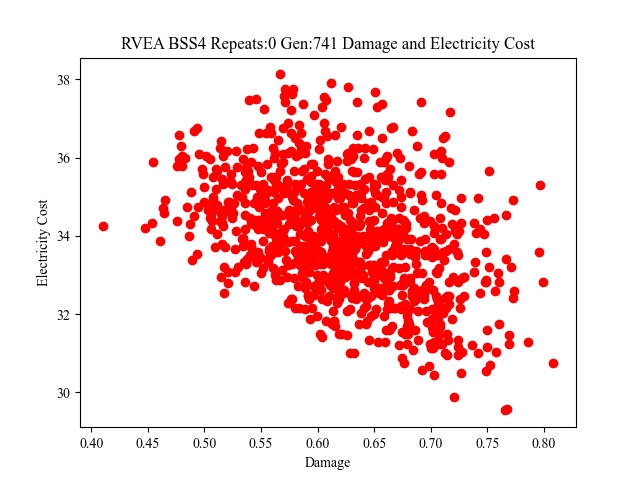 RVEA BSS4 Repeats:0 Gen:741 Damage and Electricity Cost
38
36
34
32
30
Electricity Cost
0.40 0.45 0.50 0.55 0.60 0.65 0.70 0.75 0.80
Damage